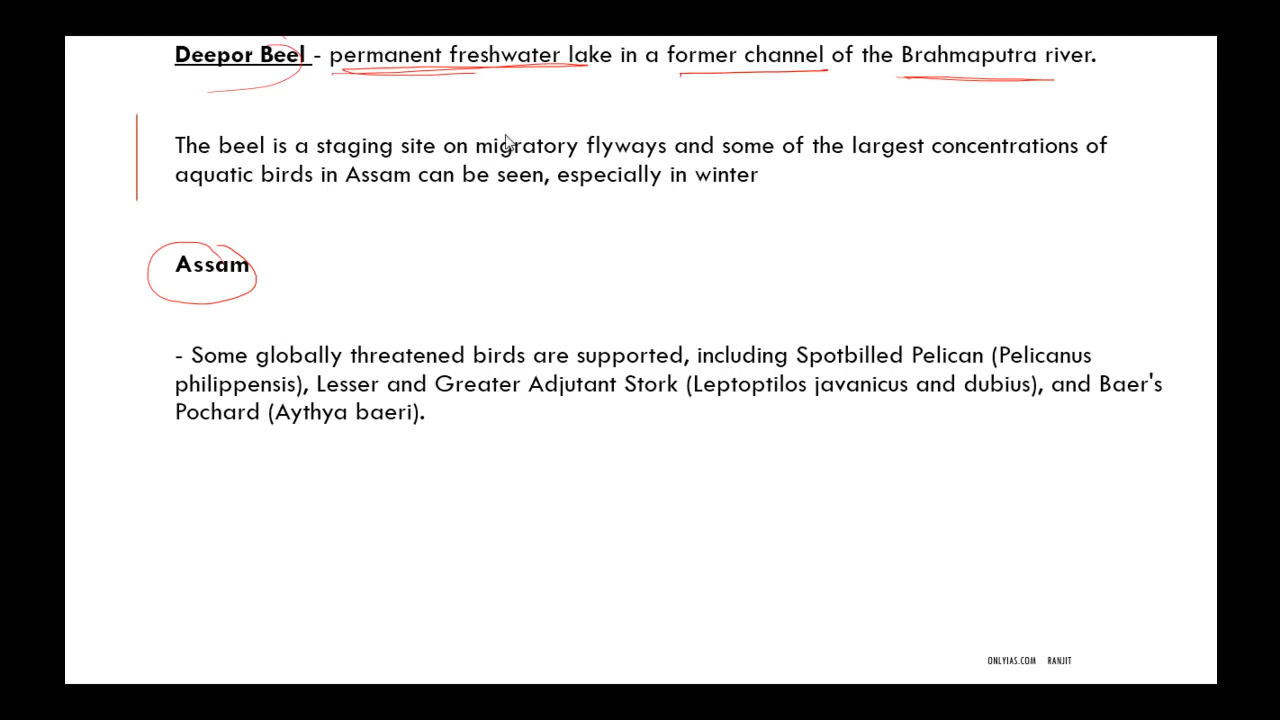 Deepor Beel - permanent freshwater lake in a former channel of the Brahmaputra river.
The beel is a staging site on migratory flyways and some of the largest concentrations of
aquatic birds in Assam can be seen, especially in winter
Assam
- Some globally threatened birds are supported, including Spotbilled Pelican (Pelicanus
philippensis), Lesser and Greater Adjutant Stork (Leptoptilos javanicus and dubius), and Baer's
Pochard (Aythya baeri).
ONLYIAS.COM RANJIT